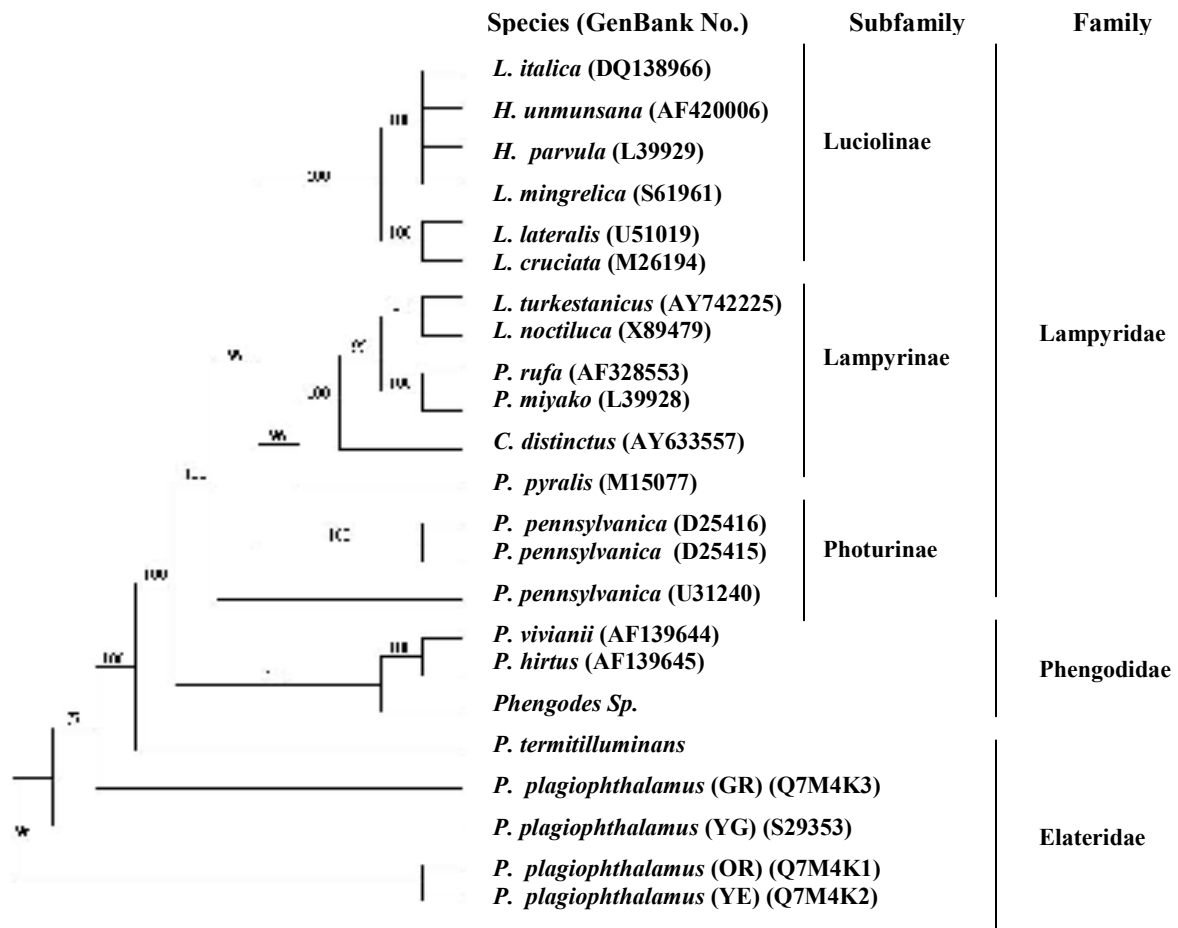 Species (GenBank No.) Subfamily Family
L. italica (DQ138966)
H. unmunsana (AF420006)
100
Luciolinae
H. parvula (L39929)
L. mingrelica (S61961)
L. lateralis (U51019)
100
L. cruciata (M26194)
L. turkestanicus (AY742225)
L. noctiluca (X89479)
Lampyridae
Lampyrinae
P. rufa (AF328553)
100
P. miyako (L39928)
C. distinctus (AY633557)
P. pyralis (M15077)
P. pennsylvanica (D25416)
100
P. pennsylvanica (D25415)
Photurinae
100
P. pennsylvanica (U31240)
P. vivianii (AF139644)
100
P. hirtus (AF139645)
Phengodidae
Phengodes Sp.
P. termitilluminans
P. plagiophthalamus (GR) (Q7M4K3)
P. plagiophthalamus (YG) (S29353)
Elateridae
P. plagiophthalamus (OR) (Q7M4K1)
P. plagiophthalamus (YE) (Q7M4K2)